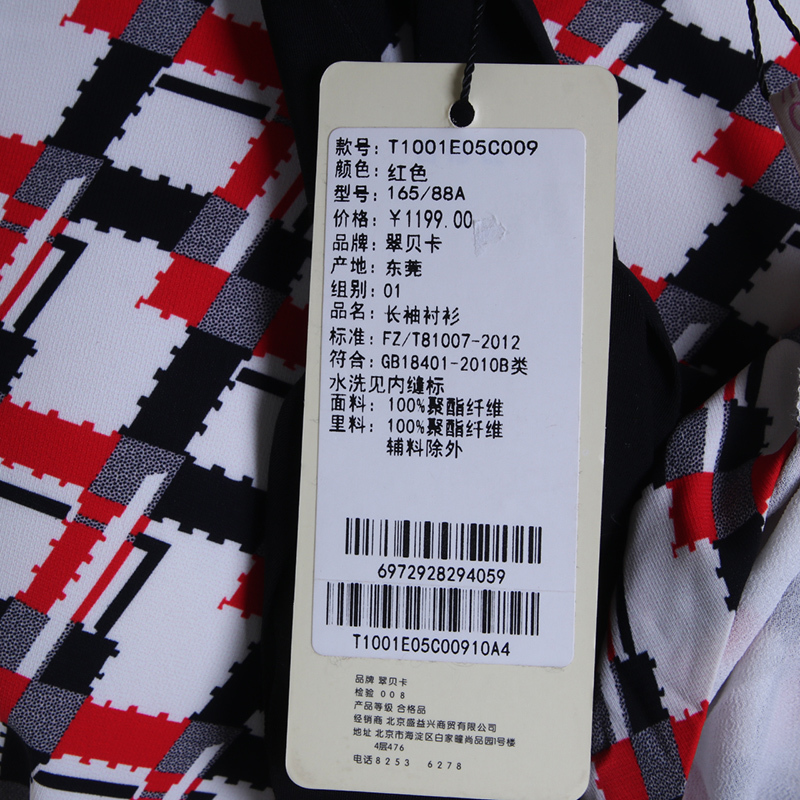 款号: T1001E05C009
颜色: 红色
型号: 165/88A
价格: ￥1199.00
品牌: 翠贝卡
产地: 东莞
组别: 01
品名: 长袖衬衫
标准: FZ/T81007-2012
符合: GB18401-2010B类
水洗见内缝标
面料: 100%聚酯纤维
里料: 100%聚酯纤维
辅料除外
6972928294059
T1001E05C00910A4
品牌 翠贝卡
检验 008
产品等级 合格品
经销商 北京盛益兴商贸有限公司
地址 北京市海淀区白家疃尚品园1号楼
4层476
电话 8253 6278